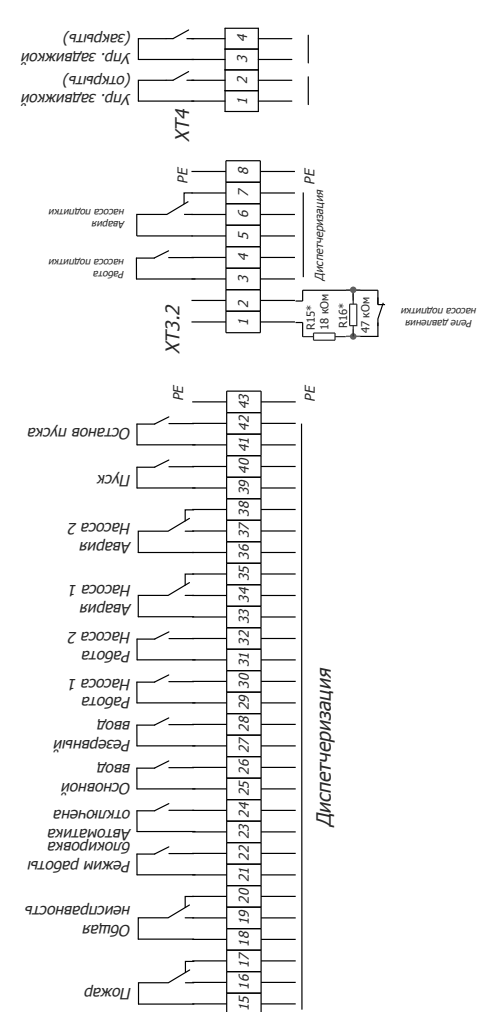 Упр. задвижкой
(закрыть)
4
3
Упр. задвижкой
(открыть)
2
1
XT4
PE
8
PE
7
Авария
насоса подпитки
6
5
Работа
насоса подпитки
4
3
Диспетчеризация
2
1
XT3.2
R15*
18 кОм
R16*
47 кОм
Реле давления
насоса подпитки
PE
43
PE
Останов пуска
42
41
Пуск
40
39
Авария
Насоса 2
38
37
36
Авария
Насоса 1
35
34
33
Работа
Насоса 2
32
31
Работа
Насоса 1
30
29
Резервный
ввод
28
27
Основной
ввод
26
25
Автоматика
отключена
24
23
Режим работы
блокировка
22
21
Общая
неисправность
20
19
18
Пожар
17
16
15
Диспетчеризация